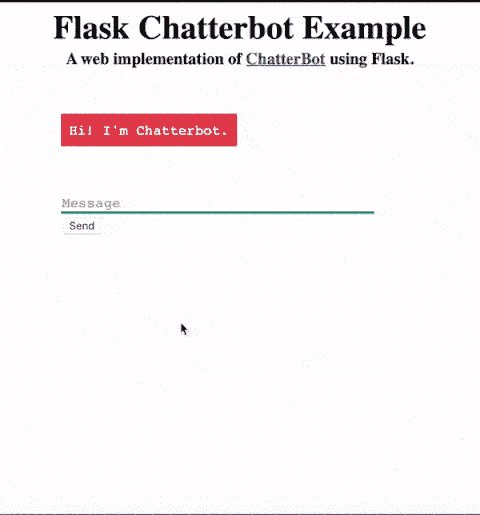 Flask Chatterbot Example
A web implementation of ChatterBot using Flask.
Hi! I'm Chatterbot.
Message
Send